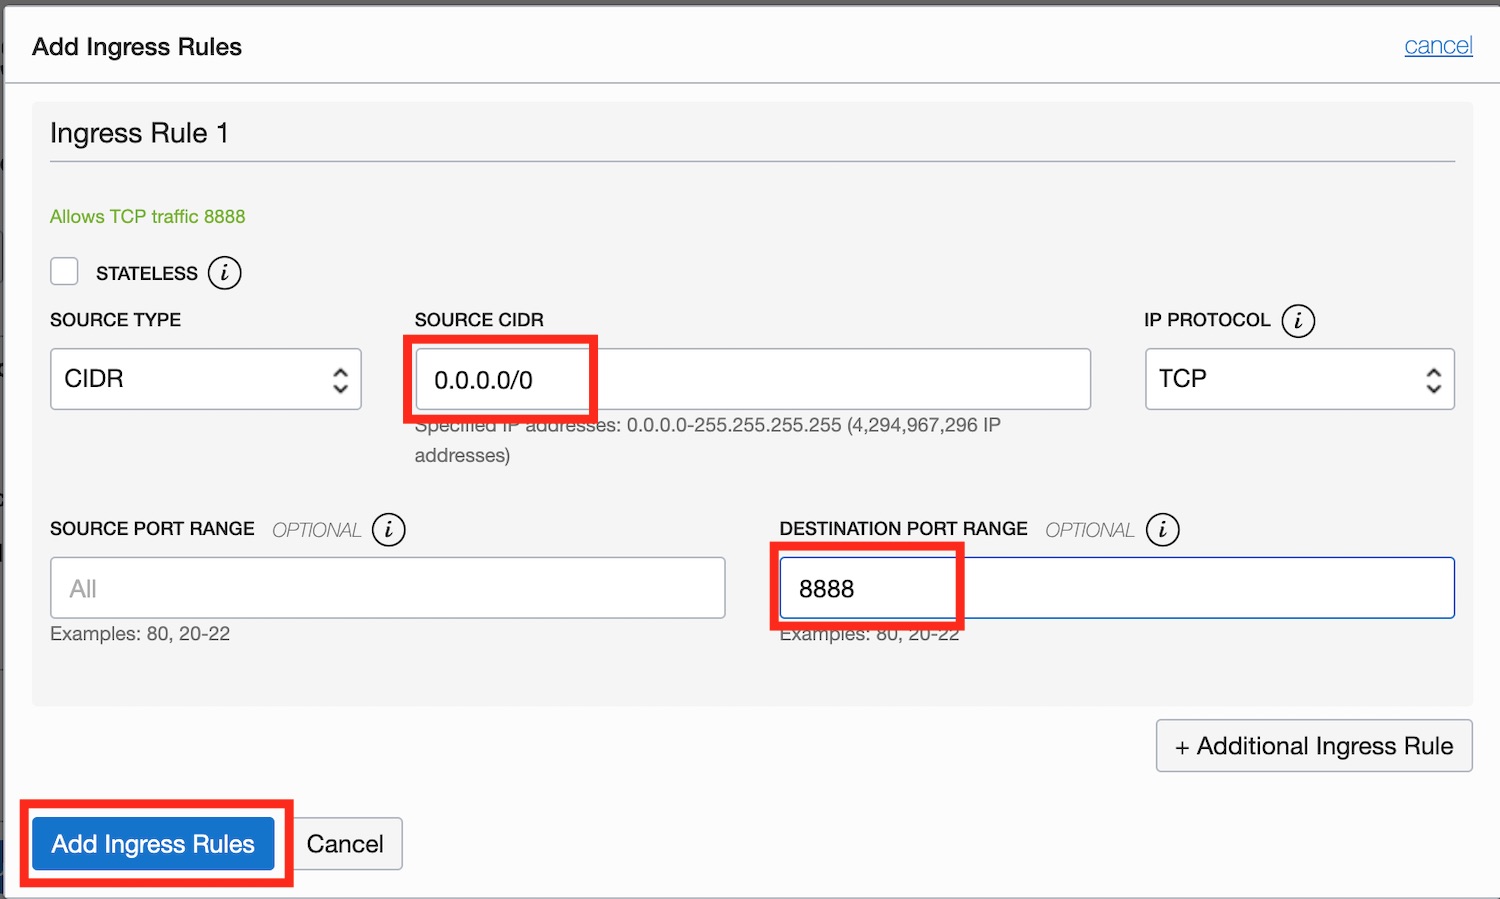 Add Ingress Rules
cancel
Ingress Rule 1
Allows TCP traffic 8888
STATELESS i
SOURCE TYPE
SOURCE CIDR
IP PROTOCOL i
CIDR
0.0.0.0/0
TCP
Specified IP addresses: 0.0.0.0-255.255.255.255 (4,294,967,296 IP
addresses)
SOURCE PORT RANGE OPTIONAL i
DESTINATION PORT RANGE OPTIONAL i
All
8888
Examples: 80, 20-22
Examples: 80, 20-22
+ Additional Ingress Rule
Add Ingress Rules
Cancel